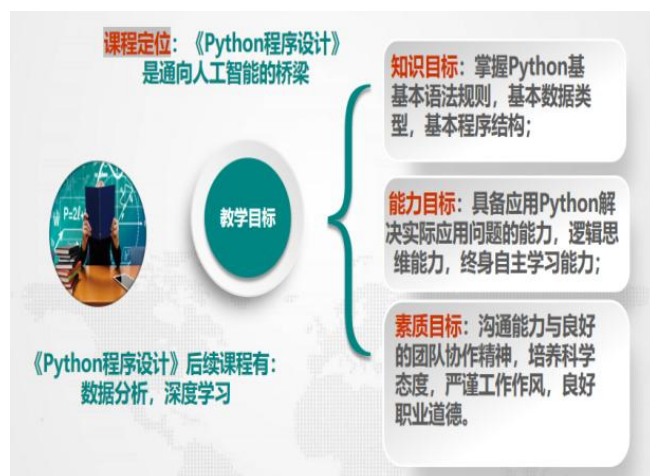 课程定位：《Python程序设计》
是通向人工智能的桥梁
P=2l+
教学目标
《Python程序设计》后续课程有：
数据分析，深度学习
知识目标：掌握Python基
基本语法规则，基本数据类
型，基本程序结构；
能力目标：具备应用Python解
决实际应用问题的能力，逻辑思
维能力，终身自主学习能力；
素质目标：沟通能力与良好
的团队协作精神，培养科学
态度，严谨工作作风，良好
职业道德。